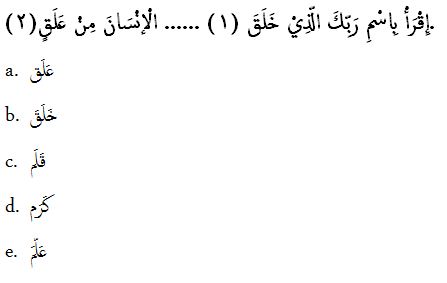 إِقْرَأْ بِاسْمِ رَبِّكَ الَّذِيْ خَلَقَ (١) ...... الْإِنْسَانَ مِنْ عَلَقٍ(٢).
a. عَلَق
b. خَلَقَ
c. قَلَم
d. كَرَم
e. عَلَّمَ